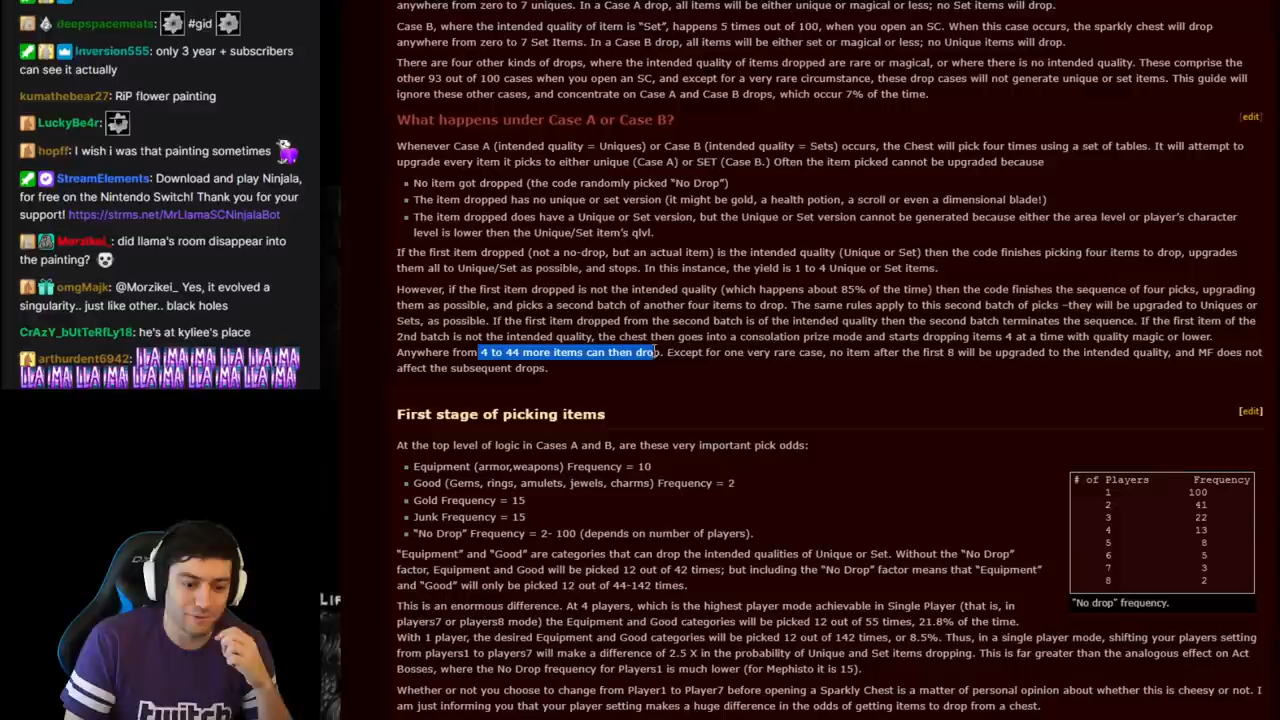 deepspacemeats: #gid
Inversion555: only 3 year + subscribers
can see it actually
kumathebear27: RiP flower painting
LuckyBe4r:
hopff: I wish i was that painting sometimes
StreamElements: Download and play Ninjala,
for free on the Nintendo Switch! Thank you for your
support! https://strms.net/MrLlamaSCNinjalaBot
Morzikei_: did llama's room disappear into
the painting?
omgMajk: @Morzikei_ Yes, it evolved a
singularity.. just like other.. black holes
CrAzY_bUtTeRfLy18: he's at kyliee's place
arthurdent6942:
anywhere from zero to 7 uniques. In a Case A drop, all items will be either unique or magical or less; no Set items will drop.
Case B, where the intended quality of item is "Set", happens 5 times out of 100, when you open an SC. When this case occurs, the sparkly chest will drop
anywhere from zero to 7 Set Items. In a Case B drop, all items will be either set or magical or less; no Unique items will drop.
There are four other kinds of drops, where the intended quality of items dropped are rare or magical, or where there is no intended quality. These comprise the
other 93 out of 100 cases when you open an SC, and except for a very rare circumstance, these drop cases will not generate unique or set items. This guide will
ignore these other cases, and concentrate on Case A and Case B drops, which occur 7% of the time.
What happens under Case A or Case B? [edit]
Whenever Case A (intended quality = Uniques) or Case B (intended quality = Sets) occurs, the Chest will pick four times using a set of tables. It will attempt to
upgrade every item it picks to either unique (Case A) or SET (Case B.) Often the item picked cannot be upgraded because
No item got dropped (the code randomly picked "No Drop")
The item dropped has no unique or set version (it might be gold, a health potion, a scroll or even a dimensional blade!)
The item dropped does have a Unique or Set version, but the Unique or Set version cannot be generated because either the area level or player's character
level is lower then the Unique/Set item's qlvl.
If the first item dropped (not a no-drop, but an actual item) is the intended quality (Unique or Set) then the code finishes picking four items to drop, upgrades
them all to Unique/Set as possible, and stops. In this instance, the yield is 1 to 4 Unique or Set items.
However, if the first item dropped is not the intended quality (which happens about 85% of the time) then the code finishes the sequence of four picks, upgrading
them as possible, and picks a second batch of another four items to drop. The same rules apply to this second batch of picks –they will be upgraded to Uniques or
Sets, as possible. If the first item dropped from the second batch is of the intended quality then the second batch terminates the sequence. If the first item of the
2nd batch is not the intended quality, the chest then goes into a consolation prize mode and starts dropping items 4 at a time with quality magic or lower.
Anywhere from 4 to 44 more items can then drop. Except for one very rare case, no item after the first 8 will be upgraded to the intended quality, and MF does not
affect the subsequent drops.
First stage of picking items [edit]
At the top level of logic in Cases A and B, are these very important pick odds:
Equipment (armor,weapons) Frequency = 10
Good (Gems, rings, amulets, jewels, charms) Frequency = 2
Gold Frequency = 15
Junk Frequency = 15
"No Drop" Frequency = 2- 100 (depends on number of players).
# of Players Frequency
1 100
2 41
3 22
4 13
5 8
6 5
7 3
8 2
"No drop" frequency.
"Equipment" and "Good" are categories that can drop the intended qualities of Unique or Set. Without the "No Drop"
factor, Equipment and Good will be picked 12 out of 42 times; but including the "No Drop" factor means that "Equipment"
and "Good" will only be picked 12 out of 44-142 times.
This is an enormous difference. At 4 players, which is the highest player mode achievable in Single Player (that is, in
players7 or players8 mode) the Equipment and Good categories will be picked 12 out of 55 times, 21.8% of the time.
With 1 player, the desired Equipment and Good categories will be picked 12 out of 142 times, or 8.5%. Thus, in a single player mode, shifting your players setting
from players1 to players7 will make a difference of 2.5 X in the probability of Unique and Set items dropping. This is far greater than the analogous effect on Act
Bosses, where the No Drop frequency for Players1 is much lower (for Mephisto it is 15).
Whether or not you choose to change from Player1 to Player7 before opening a Sparkly Chest is a matter of personal opinion about whether this is cheesy or not. I
am just informing you that your player setting makes a huge difference in the odds of getting items to drop from a chest.
twitch